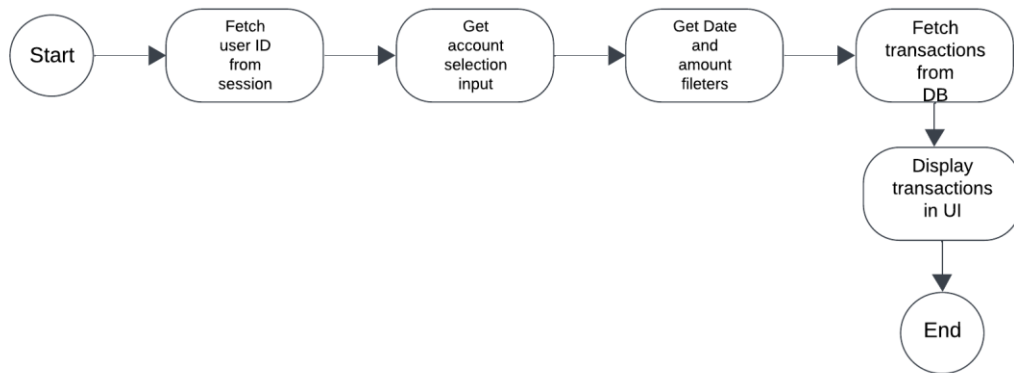 Start
Fetch
user ID
from
session
Get
account
selection
input
Get Date
and
amount
fileters
Fetch
transactions
from
DB
Display
transactions
in UI
End